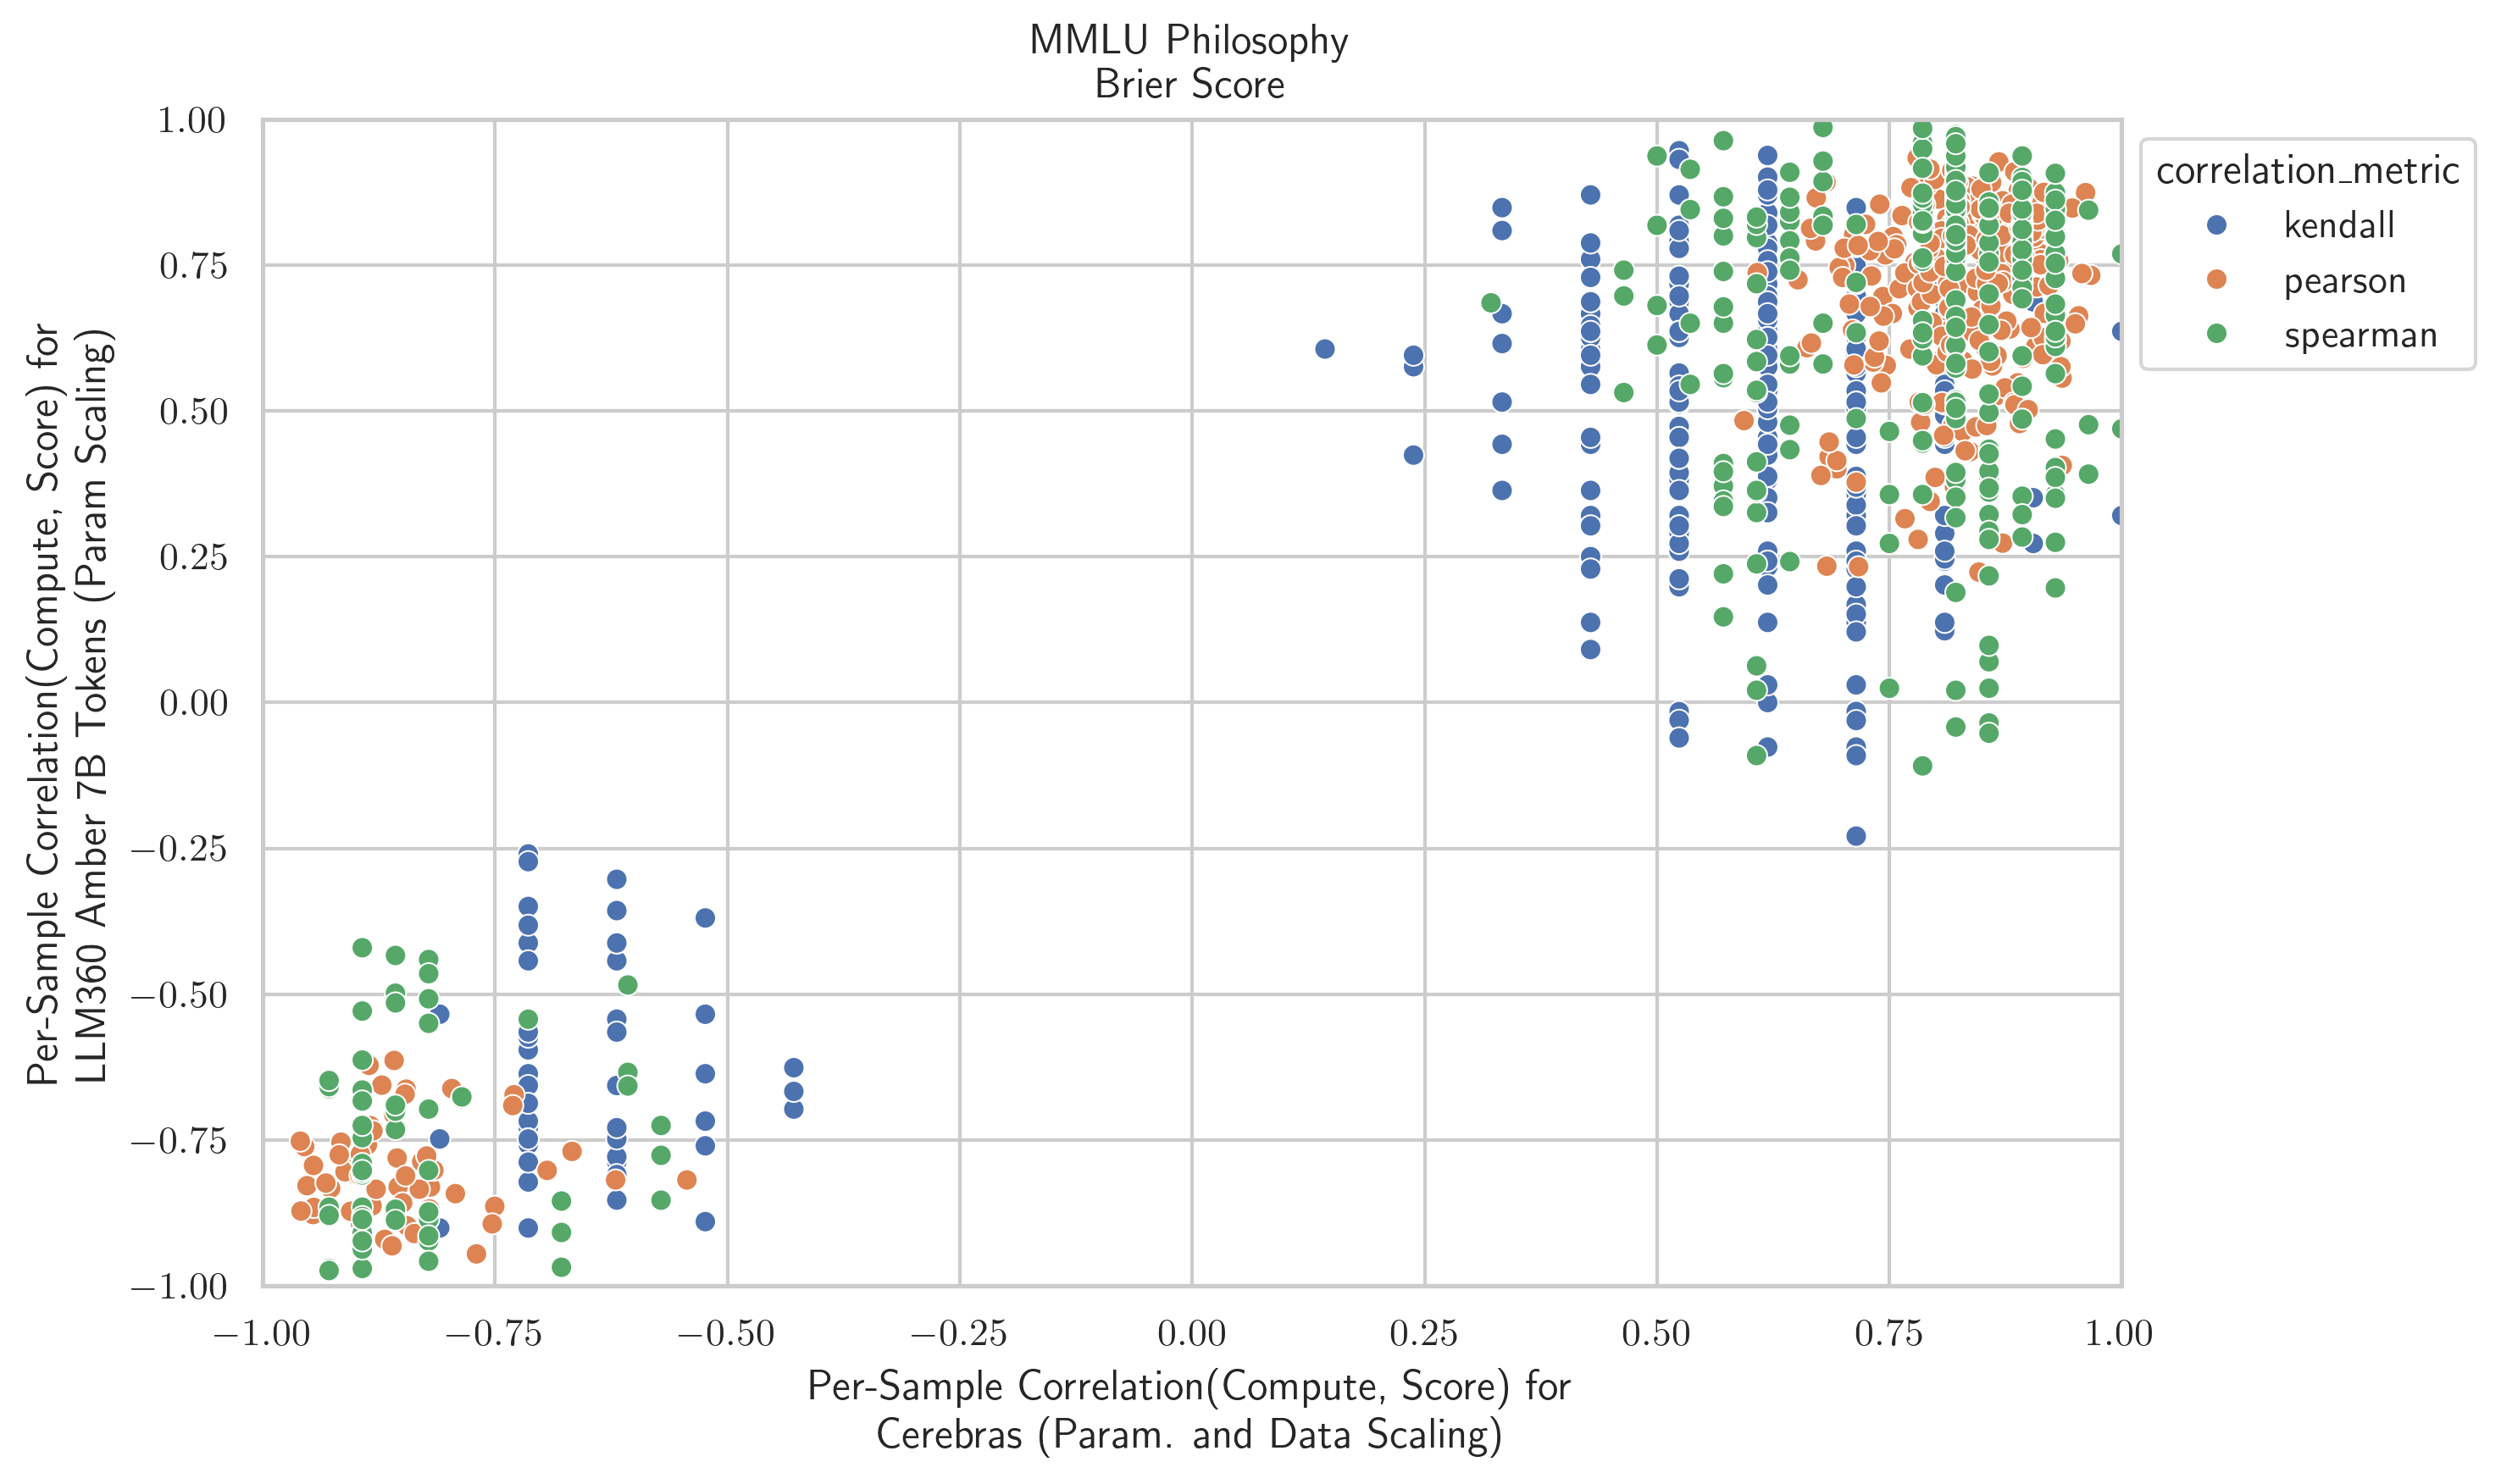 MMLU Philosophy
Brier Score
Per-Sample Correlation(Compute, Score) for
LLM360 Amber 7B Tokens (Param Scaling)
1.00
0.75
0.50
0.25
0.00
−0.25
−0.50
−0.75
−1.00
−1.00
−0.75
−0.50
−0.25
0.00
0.25
0.50
0.75
1.00
Per-Sample Correlation(Compute, Score) for
Cerebras (Param. and Data Scaling)
correlation_metric
kendall
pearson
spearman